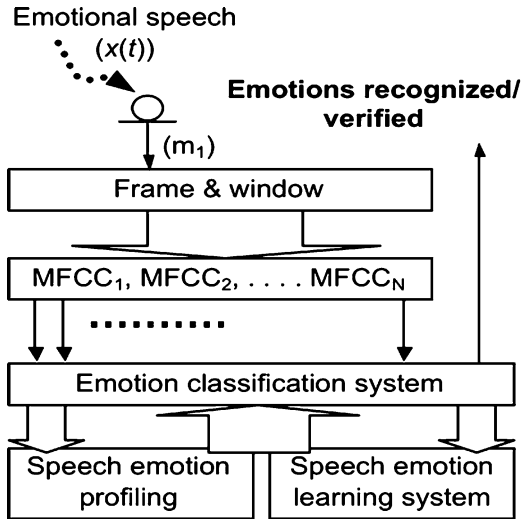 Emotional speech
(x(t))
Emotions recognized/
verified
(m₁)
Frame & window
MFCC₁, MFCC₂, . . . . MFCC_N
Emotion classification system
Speech emotion
profiling
Speech emotion
learning system